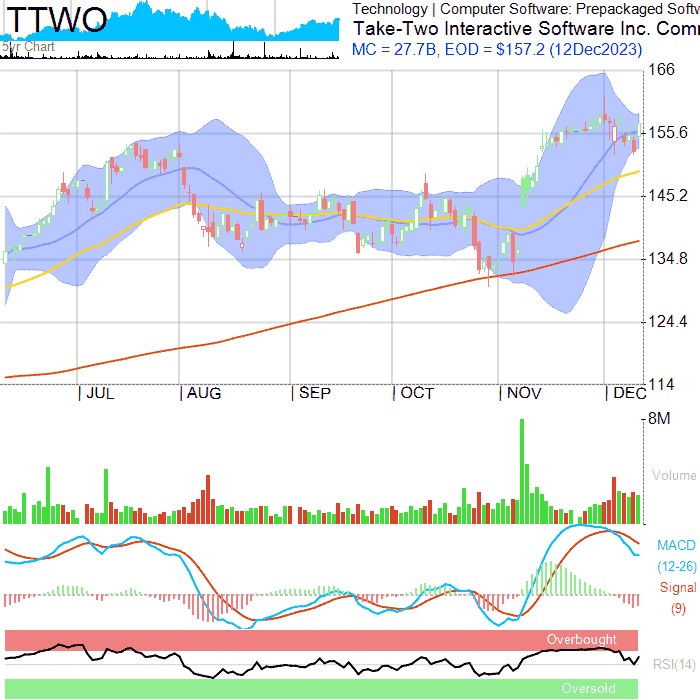 TTWO
5yr Chart
Technology | Computer Software: Prepackaged Softw
Take-Two Interactive Software Inc. Comm
MC = 27.7B, EOD = $157.2 (12Dec2023)
166
155.6
145.2
134.8
124.4
114
JUL AUG SEP OCT NOV DEC
8M
Volume
MACD
(12-26)
Signal
(9)
Overbought
RSI(14)
Oversold